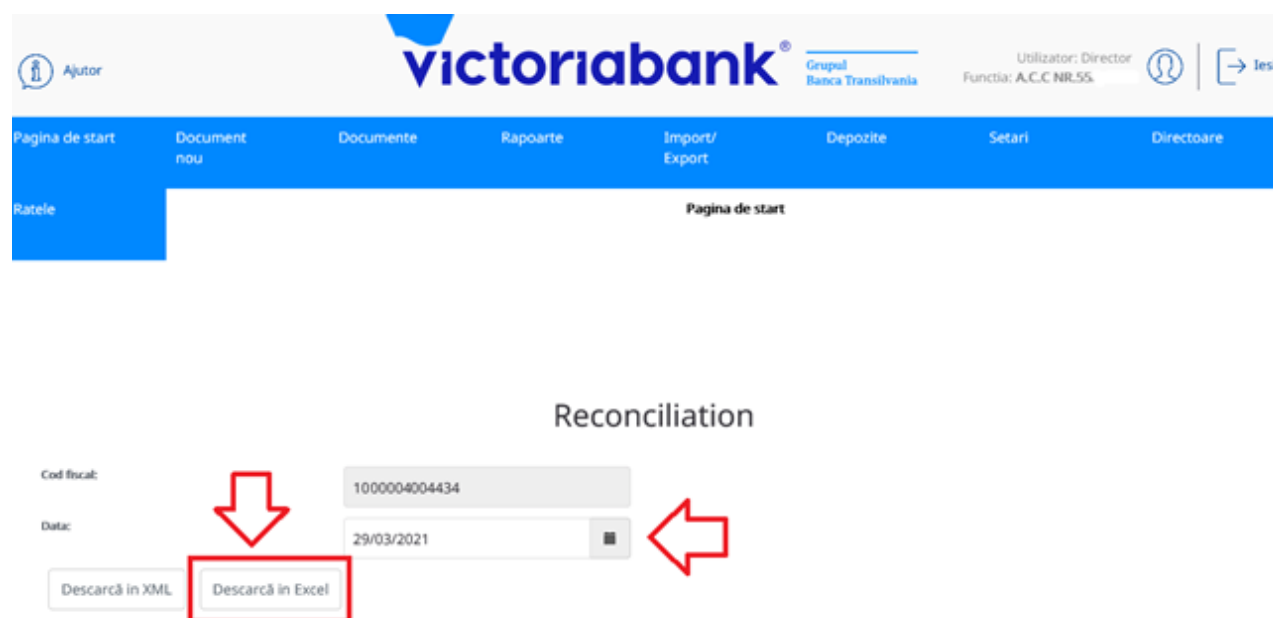 Ajutor
victoriabank®
Grupul
Banca Transilvania
Utilizator: Director
Functia: A.C.C NR.55.
Ies
Pagina de start
Document
nou
Documente
Rapoarte
Import/
Export
Depozite
Setari
Directoare
Ratele
Pagina de start
Reconciliation
Cod fiscal:
1000004004434
Data:
29/03/2021
Descarcă in XML
Descarcă in Excel